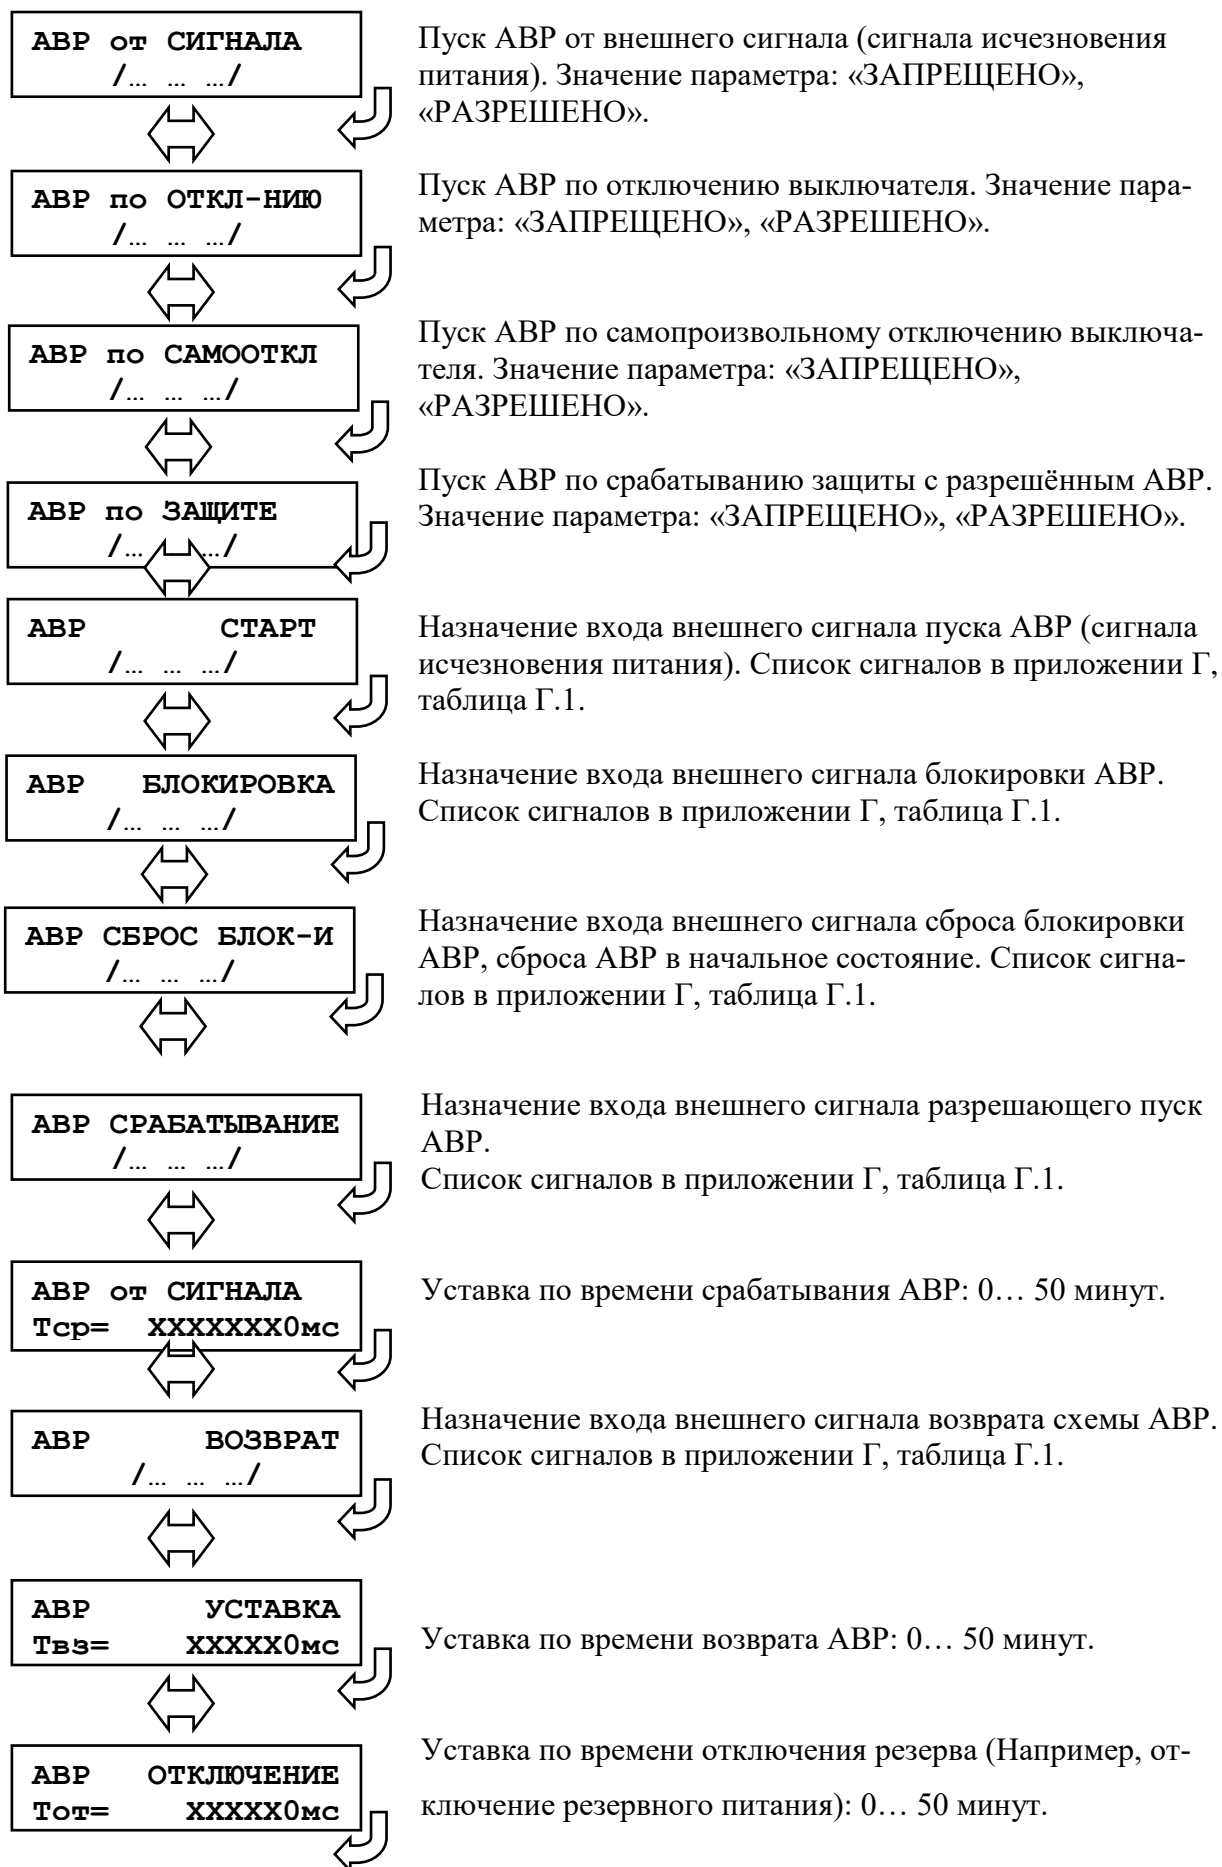 АВР от СИГНАЛА
/… … …/
Пуск АВР от внешнего сигнала (сигнала исчезновения
питания). Значение параметра: «ЗАПРЕЩЕНО»,
«РАЗРЕШЕНО».
АВР по ОТКЛ-НИЮ
/… … …/
Пуск АВР по отключению выключателя. Значение пара-
метра: «ЗАПРЕЩЕНО», «РАЗРЕШЕНО».
АВР по САМООТКЛ
/… … …/
Пуск АВР по самопроизвольному отключению выключа-
теля. Значение параметра: «ЗАПРЕЩЕНО»,
«РАЗРЕШЕНО».
АВР по ЗАЩИТЕ
/… …/
Пуск АВР по срабатыванию защиты с разрешённым АВР.
Значение параметра: «ЗАПРЕЩЕНО», «РАЗРЕШЕНО».
АВР СТАРТ
/… … …/
Назначение входа внешнего сигнала пуска АВР (сигнала
исчезновения питания). Список сигналов в приложении Г,
таблица Г.1.
АВР БЛОКИРОВКА
/… … …/
Назначение входа внешнего сигнала блокировки АВР.
Список сигналов в приложении Г, таблица Г.1.
АВР СБРОС БЛОК-И
/… … …/
Назначение входа внешнего сигнала сброса блокировки
АВР, сброса АВР в начальное состояние. Список сигна-
лов в приложении Г, таблица Г.1.
АВР СРАБАТЫВАНИЕ
/… … …/
Назначение входа внешнего сигнала разрешающего пуск
АВР.
Список сигналов в приложении Г, таблица Г.1.
АВР от СИГНАЛА
Тср= XXXXXXX0мс
Уставка по времени срабатывания АВР: 0… 50 минут.
АВР ВОЗВРАТ
/… … …/
Назначение входа внешнего сигнала возврата схемы АВР.
Список сигналов в приложении Г, таблица Г.1.
АВР УСТАВКА
Твз= XXXXX0мс
Уставка по времени возврата АВР: 0… 50 минут.
АВР ОТКЛЮЧЕНИЕ
Тот= XXXXX0мс
Уставка по времени отключения резерва (Например, от-
ключение резервного питания): 0… 50 минут.